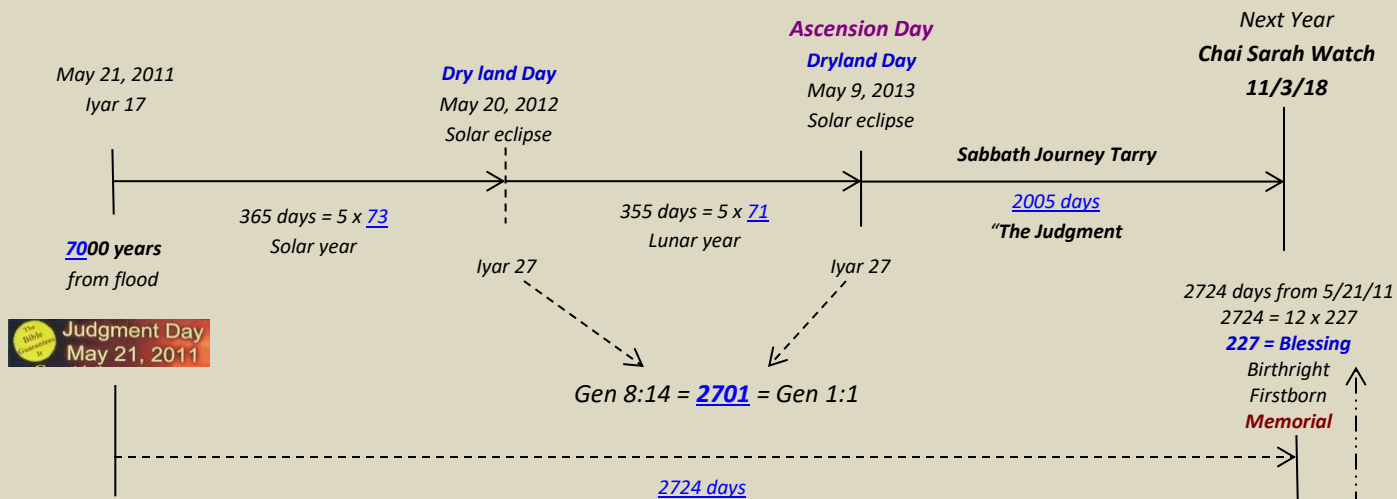 May 21, 2011
Iyar 17
7000 years
from flood
The
Bible
Guarantees
It
Judgment Day
May 21, 2011
365 days = 5 x 73
Solar year
Dry land Day
May 20, 2012
Solar eclipse
Iyar 27
355 days = 5 x 71
Lunar year
Ascension Day
Dryland Day
May 9, 2013
Solar eclipse
Iyar 27
Gen 8:14 = 2701 = Gen 1:1
Sabbath Journey Tarry
2005 days
“The Judgment
Next Year
Chai Sarah Watch
11/3/18
2724 days from 5/21/11
2724 = 12 x 227
227 = Blessing
Birthright
Firstborn
Memorial
2724 days